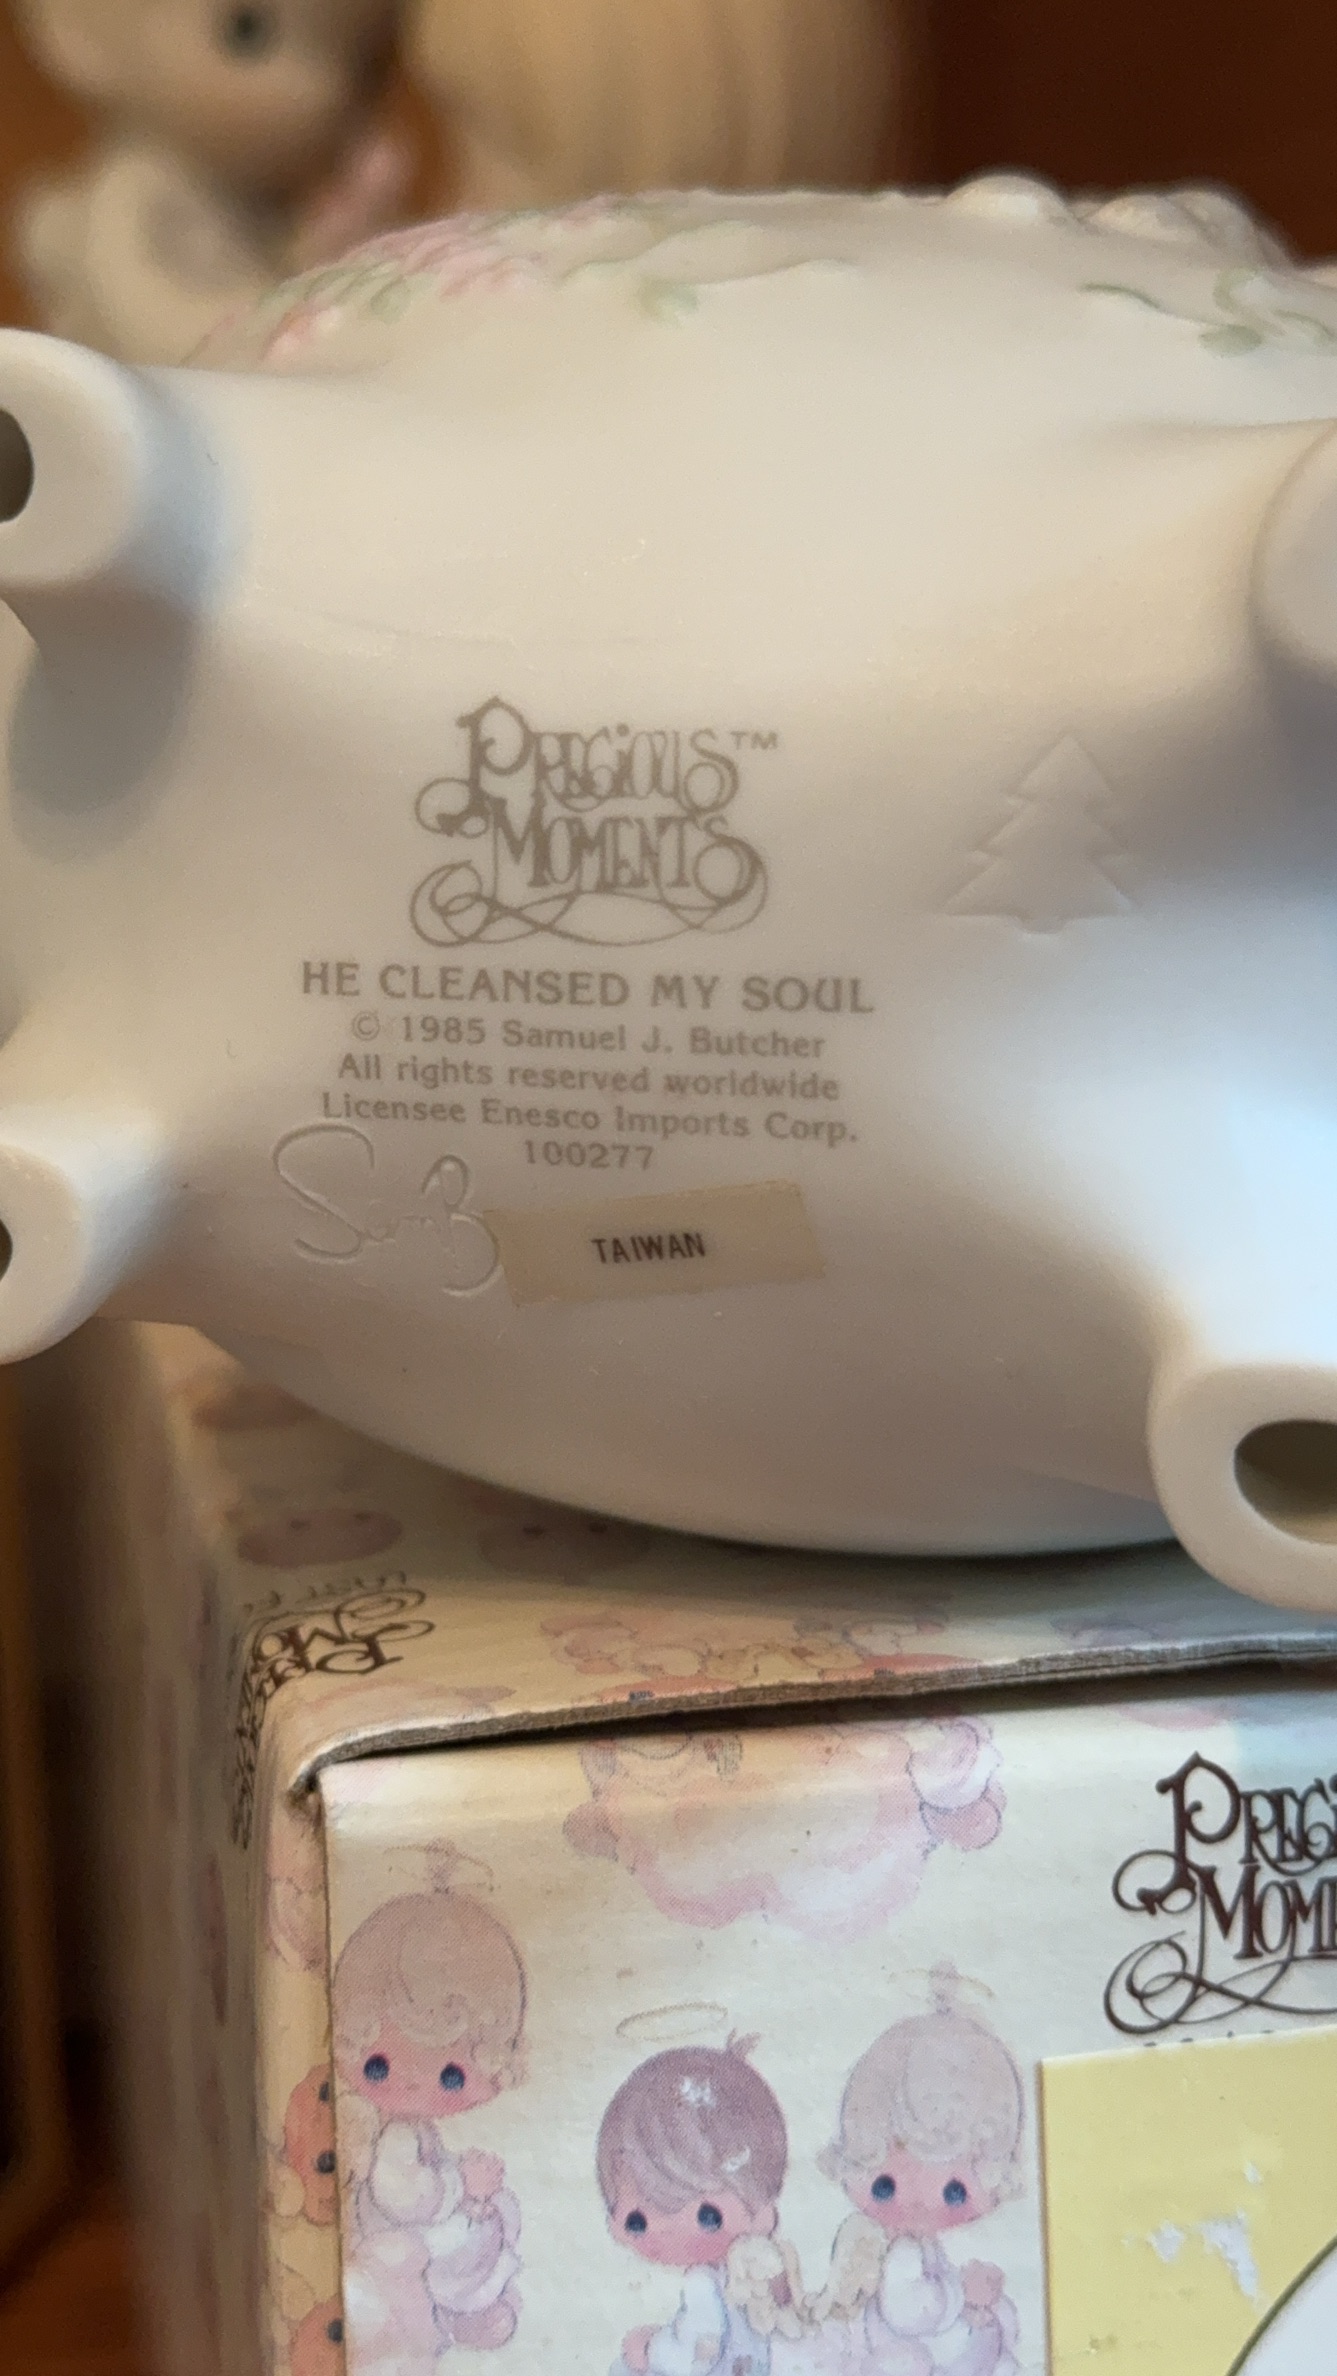 PRECIOUS™
MOMENTS
HE CLEANSED MY SOUL
© 1985 Samuel J. Butcher
All rights reserved worldwide
Licensee Enesco Imports Corp.
100277
SamB
TAIWAN